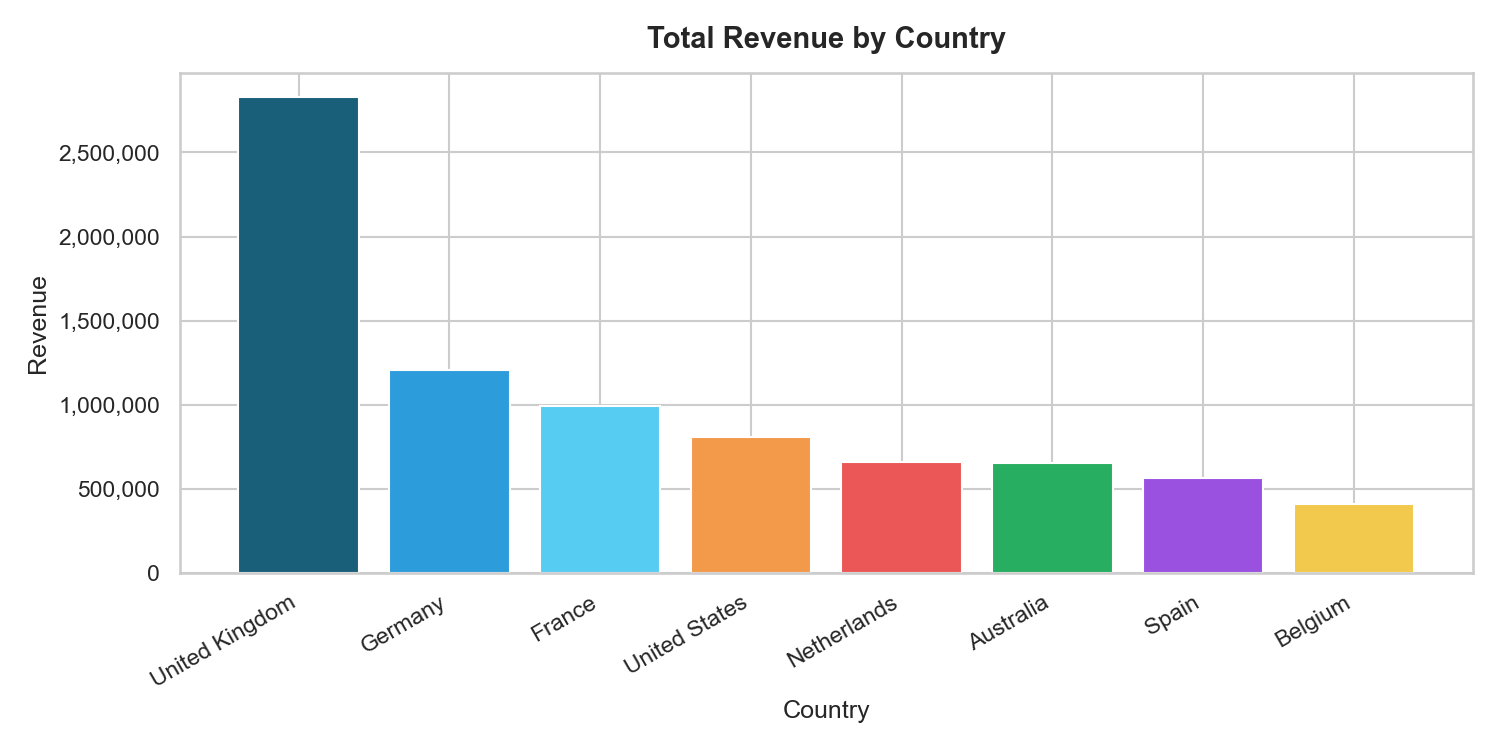 Total Revenue by Country
Revenue
2,500,000
2,000,000
1,500,000
1,000,000
500,000
0
United Kingdom
Germany
France
United States
Netherlands
Australia
Spain
Belgium
Country